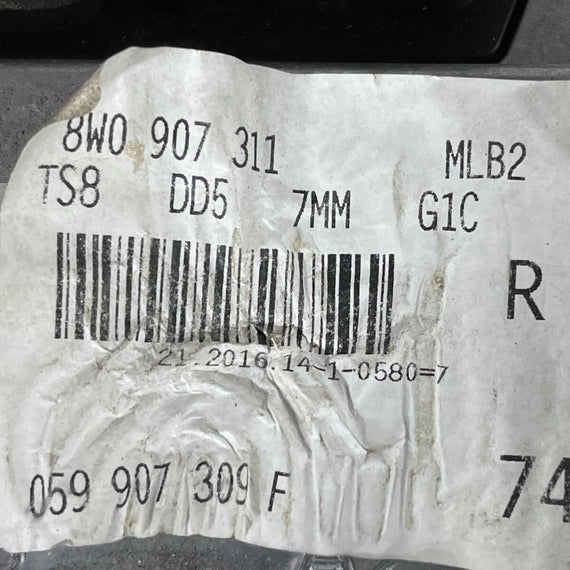 8W0 907 311 MLB2
TS8 DD5 7MM G1C
R
21.2016.14-1-0580=7
059 907 309 F 74